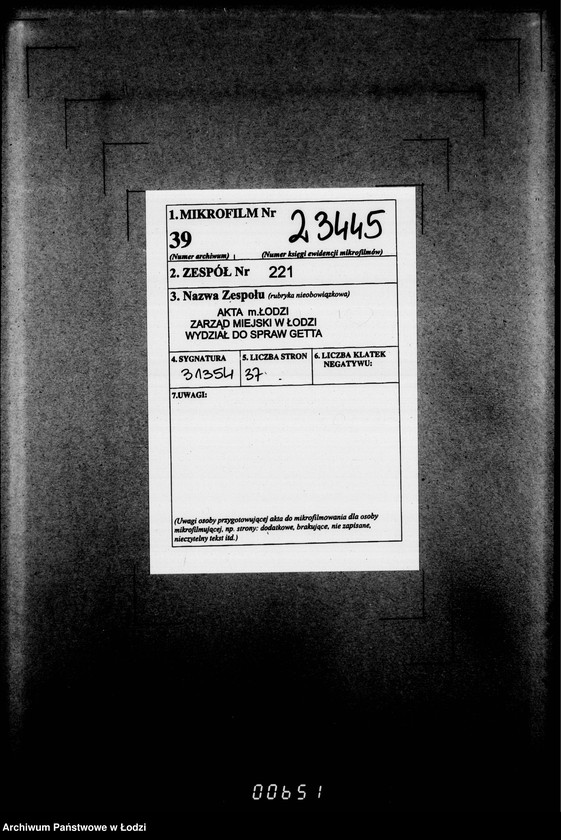 1. MIKROFILM Nr 23445
39
(Numer archiwum) (Numer księgi ewidencji mikrofilmów)
2. ZESPÓŁ Nr 221
3. Nazwa Zespołu (rubryka nieobowiązkowa)
AKTA m.ŁODZI
ZARZĄD MIEJSKI W ŁODZI
WYDZIAŁ DO SPRAW GETTA
4. SYGNATURA 5. LICZBA STRON 6. LICZBA KLATEK
NEGATYWU:
31354 37
7.UWAGI:
(Uwagi osoby przygotowującej akta do mikrofilmowania dla osoby
mikrofilmującej, np. strony: dodatkowe, brakujące, nie zapisane,
nieczytelny tekst itd.)
00651
Archiwum Państwowe w Łodzi